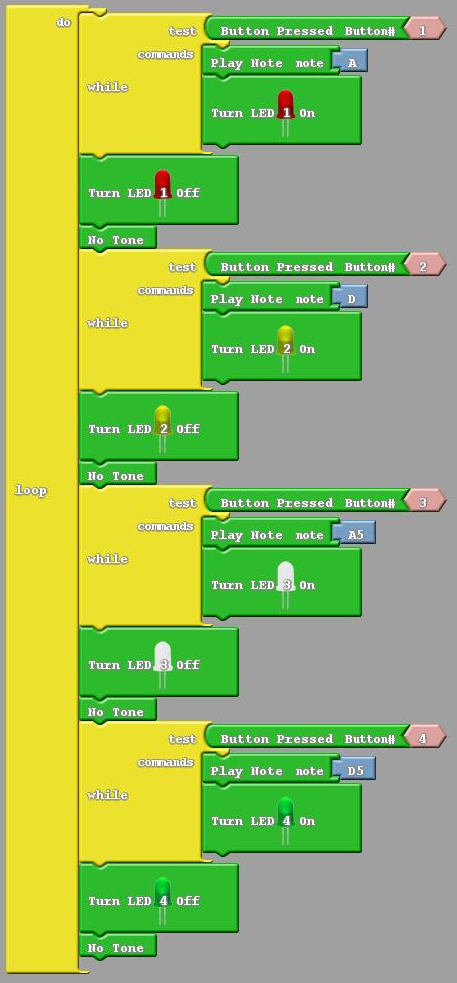 do
test Button Pressed Button# 1
commands Play Note note A
while
Turn LED 1 On
Turn LED 1 Off
No Tone
test Button Pressed Button# 2
commands Play Note note D
while
Turn LED 2 On
Turn LED 2 Off
No Tone
loop
test Button Pressed Button# 3
commands Play Note note A5
while
Turn LED 3 On
Turn LED 3 Off
No Tone
test Button Pressed Button# 4
commands Play Note note D5
while
Turn LED 4 On
Turn LED 4 Off
No Tone